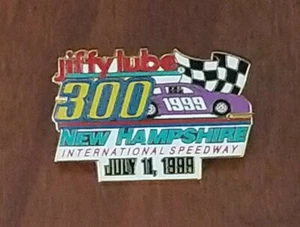 jiffy lube
300
1999
NEW HAMPSHIRE
INTERNATIONAL SPEEDWAY
JULY 11, 1999